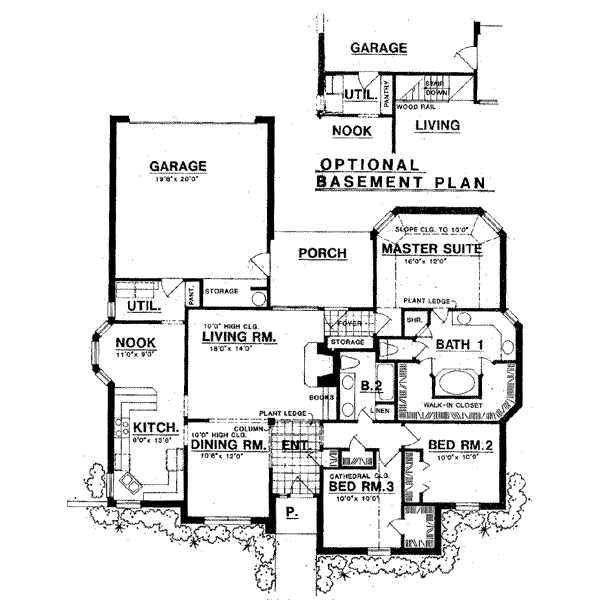 GARAGE
UTIL.
PANTRY
STAIR
DOWN
WOOD RAIL
NOOK
LIVING
OPTIONAL
BASEMENT PLAN
GARAGE
19'6" X 20'0"
PORCH
SLOPE CLG. TO 10'0"
MASTER SUITE
16'0" X 12'0"
PLANT LEDGE
UTIL.
PANT.
STORAGE
NOOK
11'0" X 9'0"
10'0" HIGH CLG.
LIVING RM.
18'0" X 14'0"
FOYER
STORAGE
SHR.
BATH 1
B.2
BOOKS
LINEN
WALK-IN CLOSET
PLANT LEDGE
COLUMN
KITCH.
9'0" X 13'6"
10'0" HIGH CLG.
DINING RM.
10'6" X 12'0"
ENT.
BED RM.2
10'0" X 10'6"
CATHEDRAL CLG.
BED RM.3
10'0" X 10'0"
P.